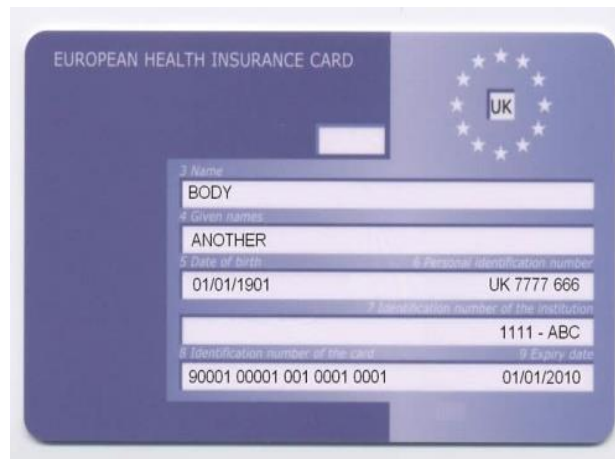 EUROPEAN HEALTH INSURANCE CARD
UK
3 Name
BODY
4 Given names
ANOTHER
5 Date of birth 6 Personal identification number
01/01/1901 UK 7777 666
7 Identification number of the institution
1111 - ABC
8 Identification number of the card 9 Expiry date
90001 00001 001 0001 0001 01/01/2010